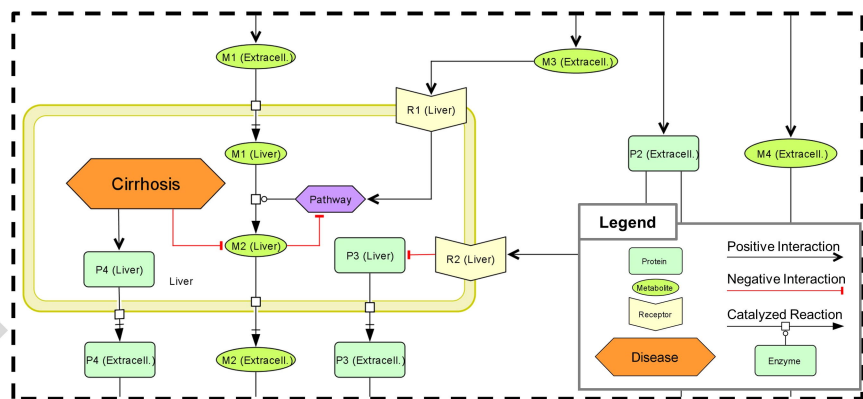 M1 (Extracell.)
M3 (Extracell.)
R1 (Liver)
M1 (Liver)
P2 (Extracell.)
M4 (Extracell.)
Cirrhosis
Pathway
Legend
M2 (Liver)
P3 (Liver)
R2 (Liver)
P4 (Liver)
Liver
Protein
Metabolite
Receptor
Disease
Positive Interaction
Negative Interaction
Catalyzed Reaction
Enzyme
P4 (Extracell.)
M2 (Extracell.)
P3 (Extracell.)